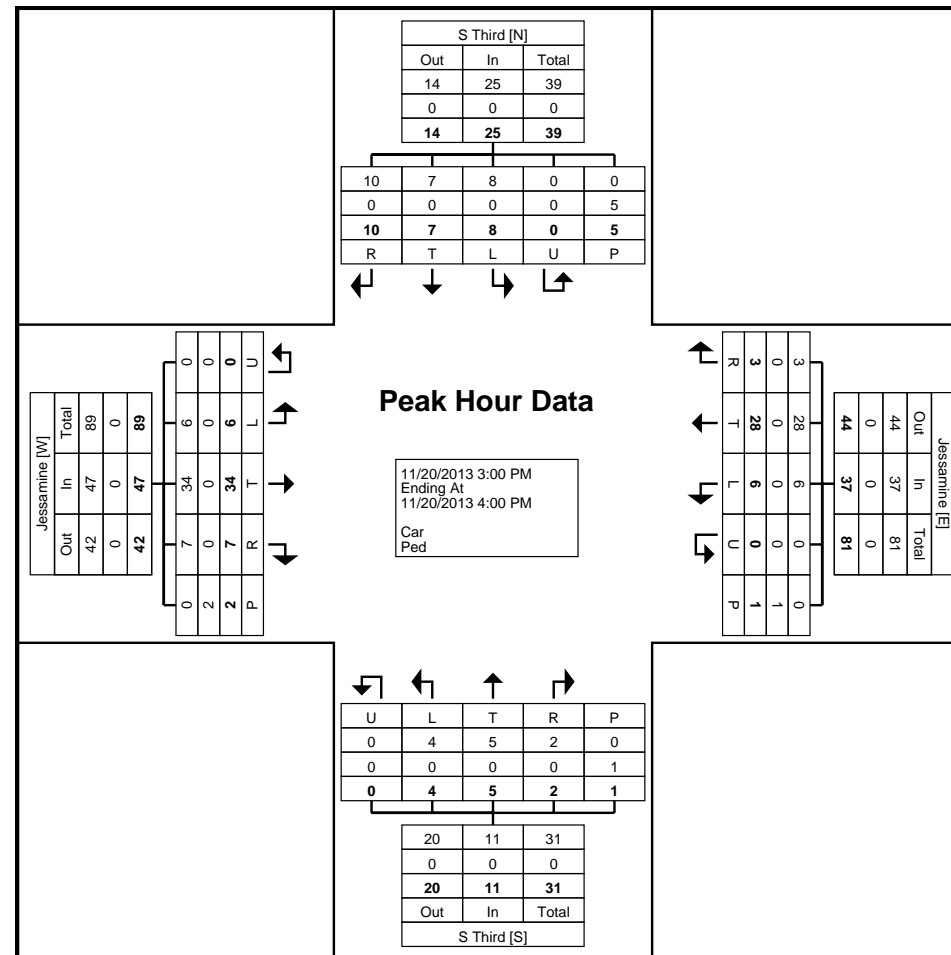 S Third [N]
Out In Total
14 25 39
0 0 0
14 25 39
10 7 8 0 0
0 0 0 0 5
10 7 8 0 5
R T L U P
Jessamine [W]
Total In Out
89 47 42
0 0 0
89 47 42
0 6 34 7 0
0 0 0 0 2
0 6 34 7 2
U L T R P
Peak Hour Data
11/20/2013 3:00 PM
Ending At
11/20/2013 4:00 PM
Car
Ped
R T L U P
3 28 6 0 1
0 0 0 0 1
3 28 6 0 0
44 37 81
0 0 0
44 37 81
Out In Total
Jessamine [E]
U L T R P
0 4 5 2 0
0 0 0 0 1
0 4 5 2 1
20 11 31
0 0 0
20 11 31
Out In Total
S Third [S]